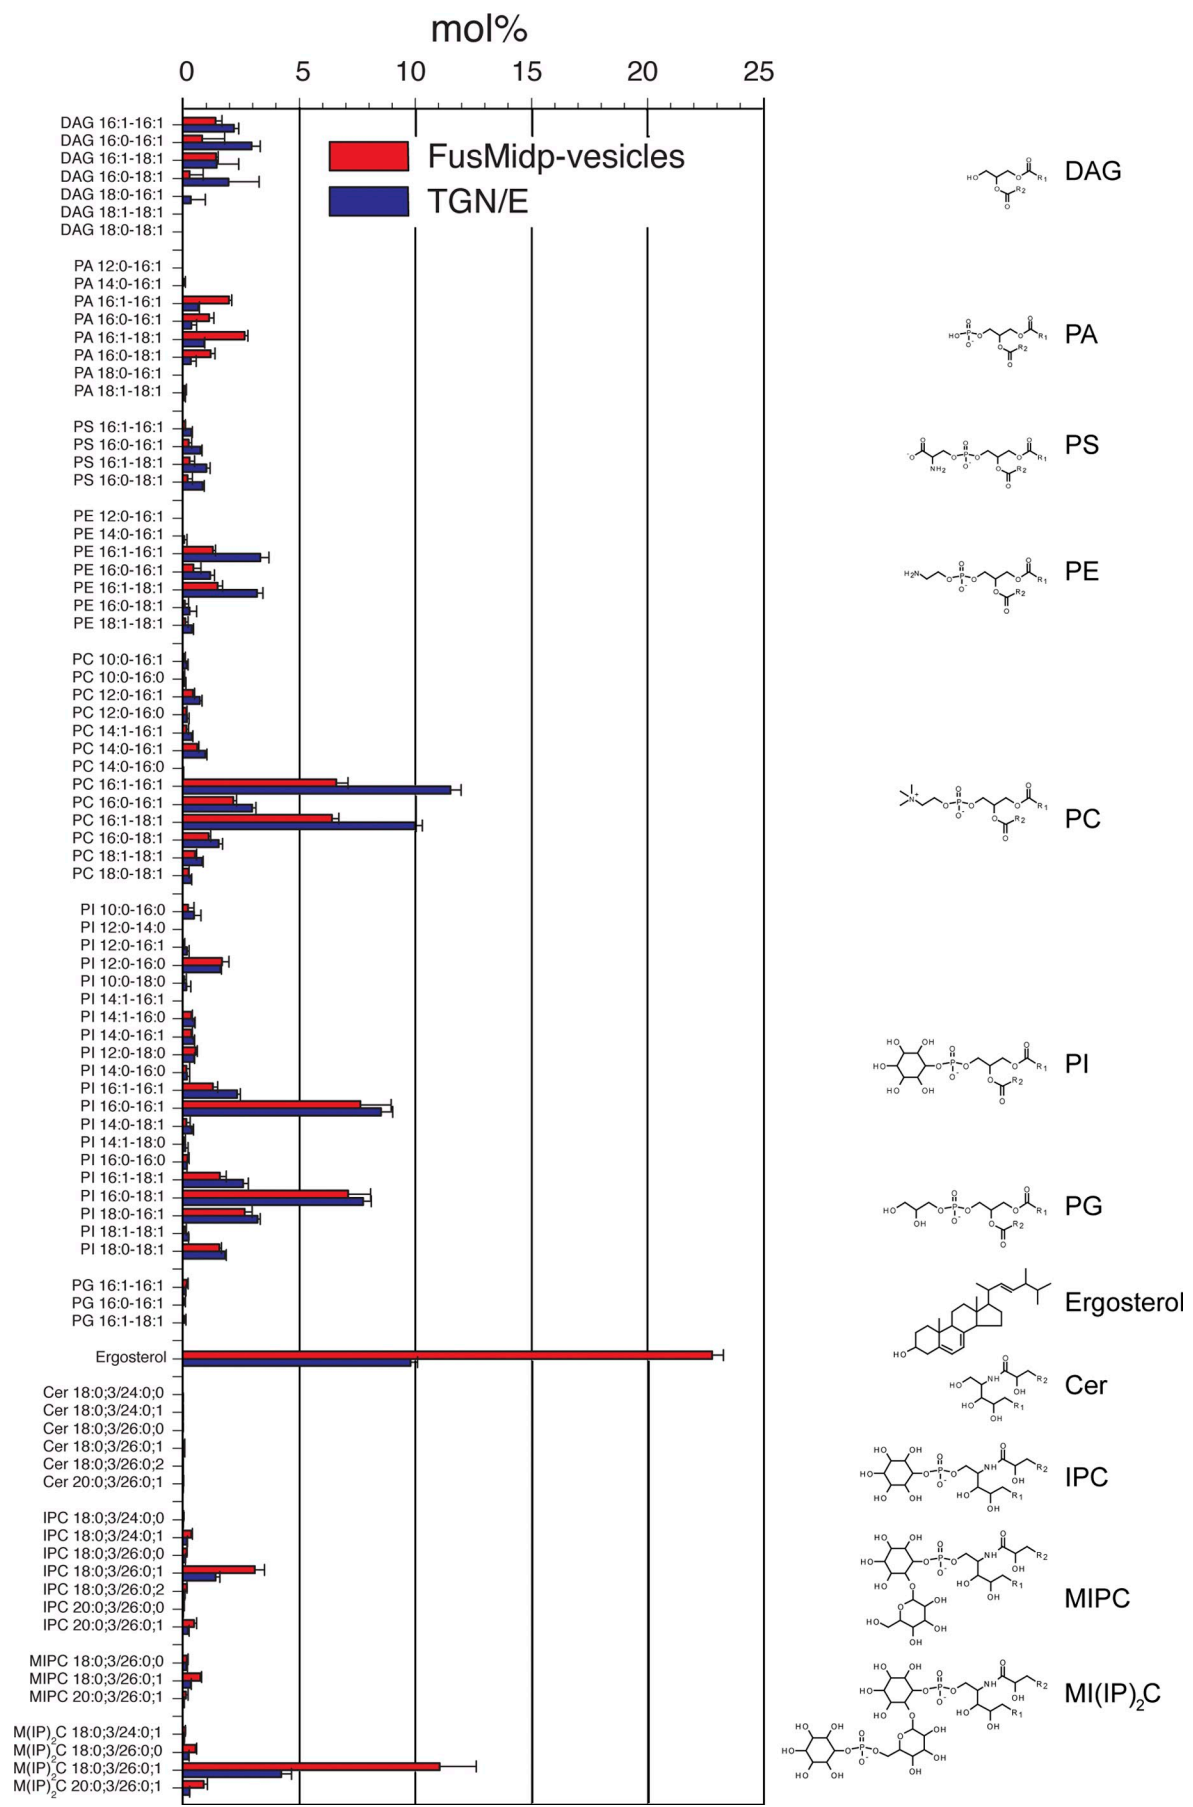 mol%
0 5 10 15 20 25
FusMidp-vesicles
TGN/E
DAG 16:1-16:1
DAG 16:0-16:1
DAG 16:1-18:1
DAG 16:0-18:1
DAG 18:0-16:1
DAG 18:1-18:1
DAG 18:0-18:1
PA 12:0-16:1
PA 14:0-16:1
PA 16:1-16:1
PA 16:0-16:1
PA 16:1-18:1
PA 16:0-18:1
PA 18:0-16:1
PA 18:1-18:1
PS 16:1-16:1
PS 16:0-16:1
PS 16:1-18:1
PS 16:0-18:1
PE 12:0-16:1
PE 14:0-16:1
PE 16:1-16:1
PE 16:0-16:1
PE 16:1-18:1
PE 16:0-18:1
PE 18:1-18:1
PC 10:0-16:1
PC 10:0-16:0
PC 12:0-16:1
PC 12:0-16:0
PC 14:1-16:1
PC 14:0-16:1
PC 14:0-16:0
PC 16:1-16:1
PC 16:0-16:1
PC 16:1-18:1
PC 16:0-18:1
PC 18:1-18:1
PC 18:0-18:1
PI 10:0-16:0
PI 12:0-14:0
PI 12:0-16:1
PI 12:0-16:0
PI 10:0-18:0
PI 14:1-16:1
PI 14:1-16:0
PI 14:0-16:1
PI 12:0-18:0
PI 14:0-16:0
PI 16:1-16:1
PI 16:0-16:1
PI 14:0-18:1
PI 14:1-18:0
PI 16:0-16:0
PI 16:1-18:1
PI 16:0-18:1
PI 18:0-16:1
PI 18:1-18:1
PI 18:0-18:1
PG 16:1-16:1
PG 16:0-16:1
PG 16:1-18:1
Ergosterol
Cer 18:0;3/24:0;0
Cer 18:0;3/24:0;1
Cer 18:0;3/26:0;0
Cer 18:0;3/26:0;1
Cer 18:0;3/26:0;2
Cer 20:0;3/26:0;1
IPC 18:0;3/24:0;0
IPC 18:0;3/24:0;1
IPC 18:0;3/26:0;0
IPC 18:0;3/26:0;1
IPC 18:0;3/26:0;2
IPC 20:0;3/26:0;0
IPC 20:0;3/26:0;1
MIPC 18:0;3/26:0;0
MIPC 18:0;3/26:0;1
MIPC 20:0;3/26:0;1
M(IP)2C 18:0;3/24:0;1
M(IP)2C 18:0;3/26:0;0
M(IP)2C 18:0;3/26:0;1
M(IP)2C 20:0;3/26:0;1
DAG
PA
PS
PE
PC
PI
PG
Ergosterol
Cer
IPC
MIPC
MI(IP)2C